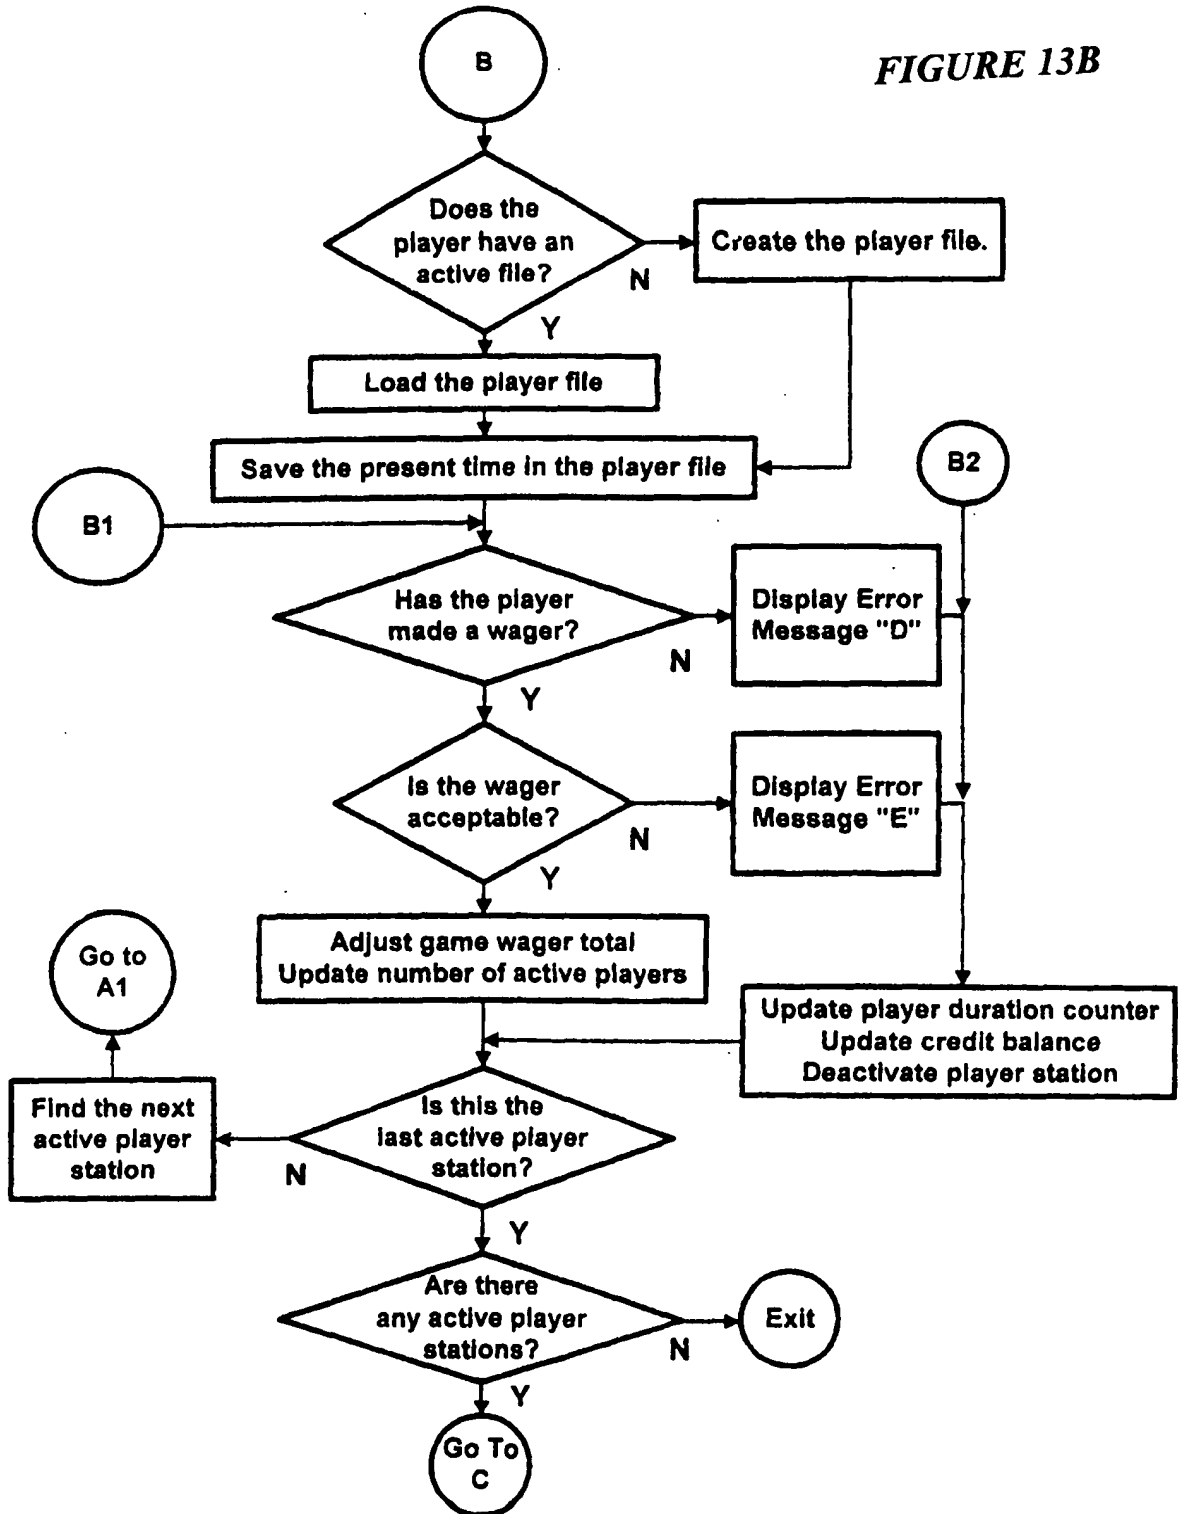 B
FIGURE 13B
Does the
player have an
active file?
N
Create the player file.
Y
Load the player file
Save the present time in the player file
B2
B1
Has the player
made a wager?
N
Display Error
Message "D"
Y
Is the wager
acceptable?
N
Display Error
Message "E"
Y
Adjust game wager total
Update number of active players
Go to
A1
Update player duration counter
Update credit balance
Deactivate player station
Find the next
active player
station
Is this the
last active player
station?
N
Y
Are there
any active player
stations?
N
Exit
Y
Go To
C